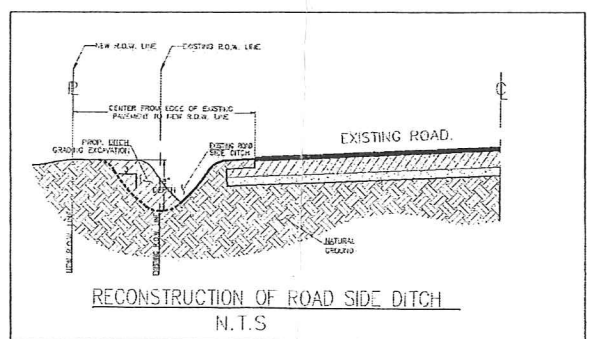 NEW R.O.W. LINE
EXISTING R.O.W. LINE
CENTER FROM EDGE OF EXISTING
PAVEMENT TO NEW R.O.W. LINE
EXISTING ROAD.
PROP. DITCH
GRADING EXCAVATION
EXISTING ROAD
SIDE DITCH
DEPTH
NEW R.O.W. LINE
EXISTING R.O.W. LINE
NATURAL
GROUND
RECONSTRUCTION OF ROAD SIDE DITCH
N.T.S